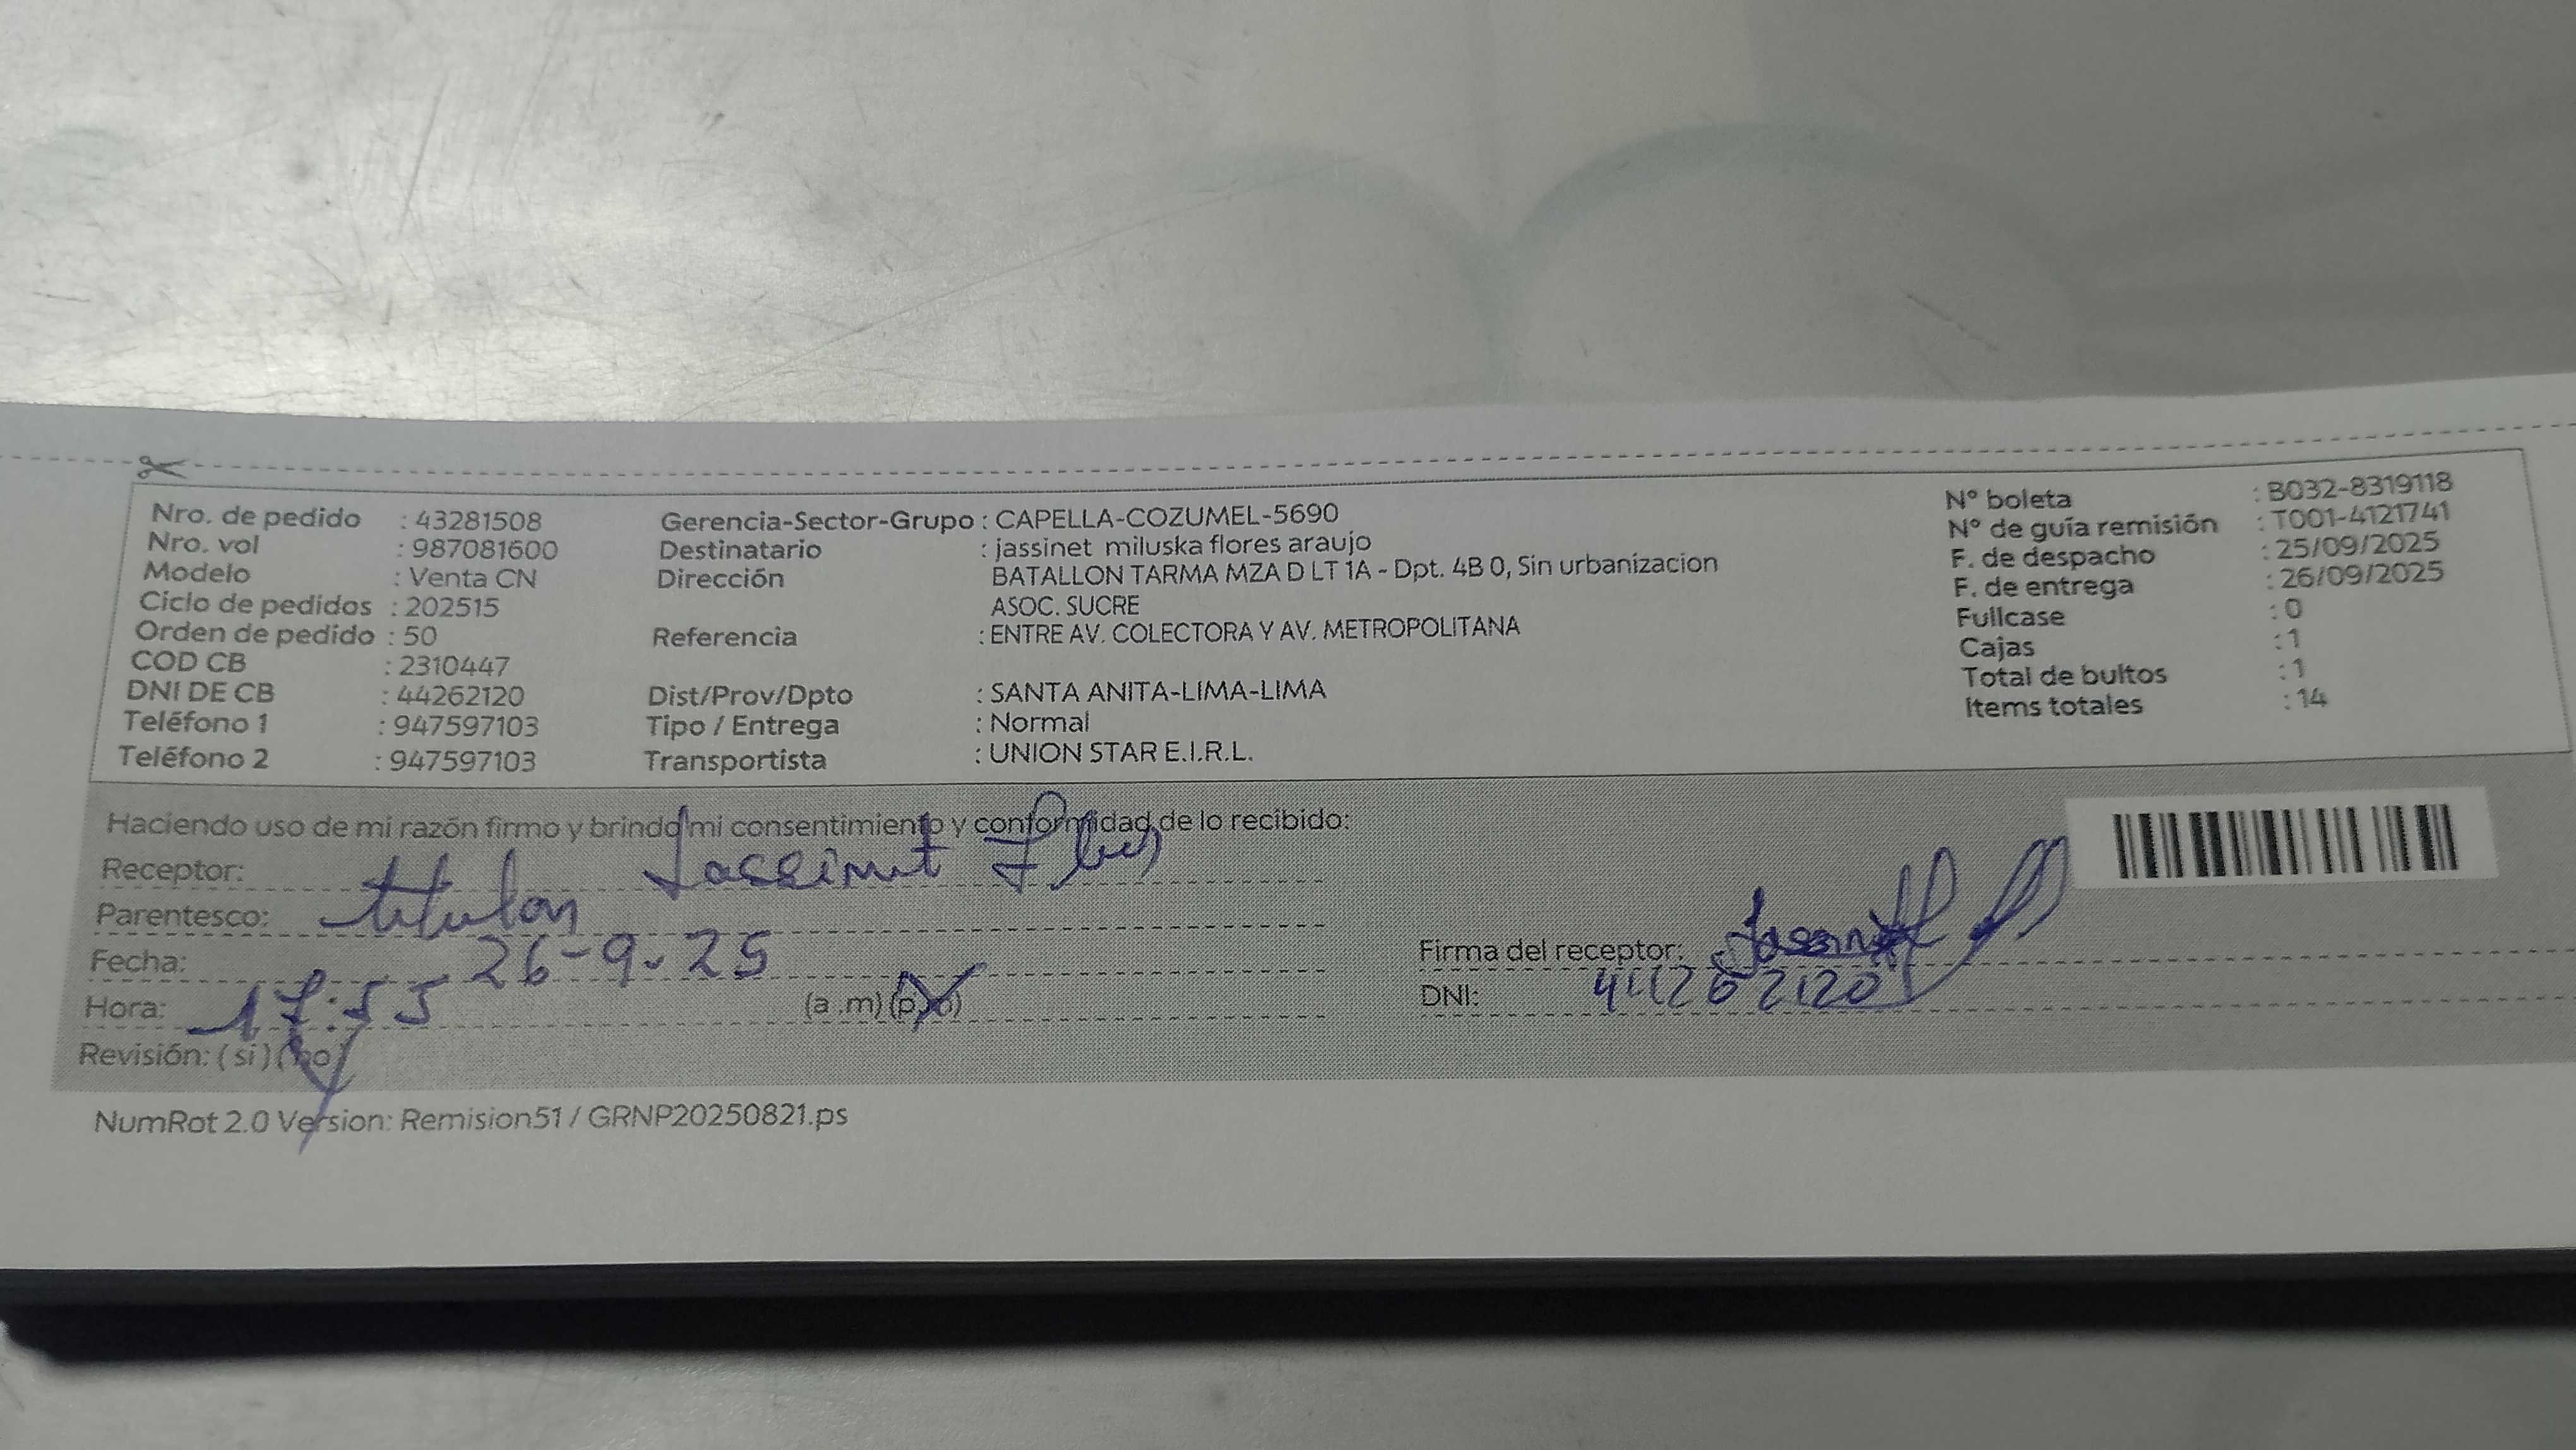 Nro. de pedido : 43281508
Nro. vol : 987081600
Modelo : Venta CN
Ciclo de pedidos : 202515
Orden de pedido : 50
COD CB : 2310447
DNI DE CB : 44262120
Teléfono 1 : 947597103
Teléfono 2 : 947597103
Gerencia-Sector-Grupo : CAPELLA-COZUMEL-5690
Destinatario : jassinet miluska flores araujo
Dirección BATALLON TARMA MZA D LT 1A - Dpt. 4B 0, Sin urbanizacion
ASOC. SUCRE
Referencia : ENTRE AV. COLECTORA Y AV. METROPOLITANA
Dist/Prov/Dpto : SANTA ANITA-LIMA-LIMA
Tipo / Entrega : Normal
Transportista : UNION STAR E.I.R.L.
N° boleta : B032-8319118
N° de guía remisión : T001-4121741
F. de despacho : 25/09/2025
F. de entrega : 26/09/2025
Fullcase : 0
Cajas : 1
Total de bultos : 1
Items totales : 14
Haciendo uso de mi razón firmo y brindo mi consentimiento y conformidad de lo recibido:
Receptor: Jassinet
Parentesco: titular
Fecha: 26-9-25
Hora: 17:55 (a .m) (p.m)
Revisión: ( si ) ( no )
Firma del receptor:
DNI: 44262120
NumRot 2.0 Version: Remision51 / GRNP20250821.ps